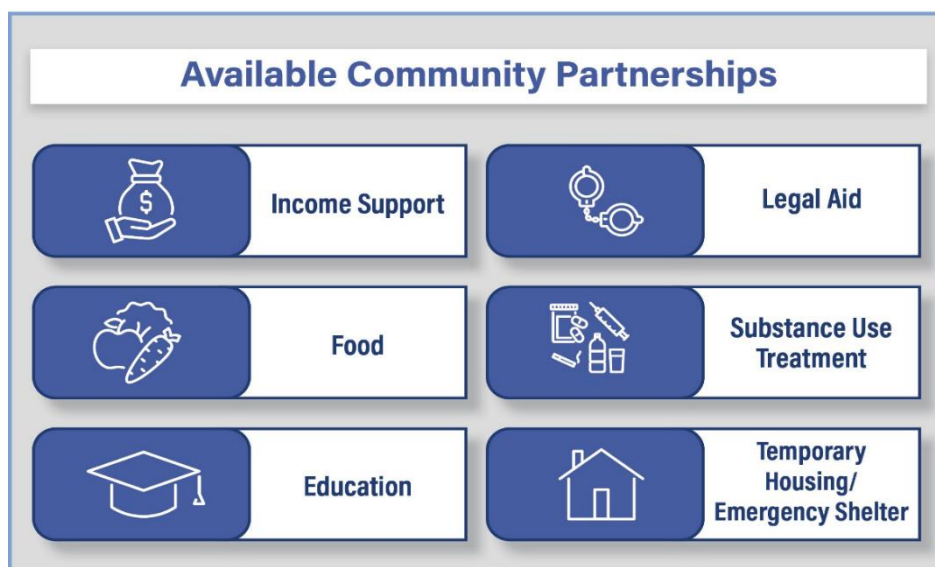 Available Community Partnerships
$
Income Support
Legal Aid
Food
Substance Use
Treatment
Education
Temporary
Housing/
Emergency Shelter